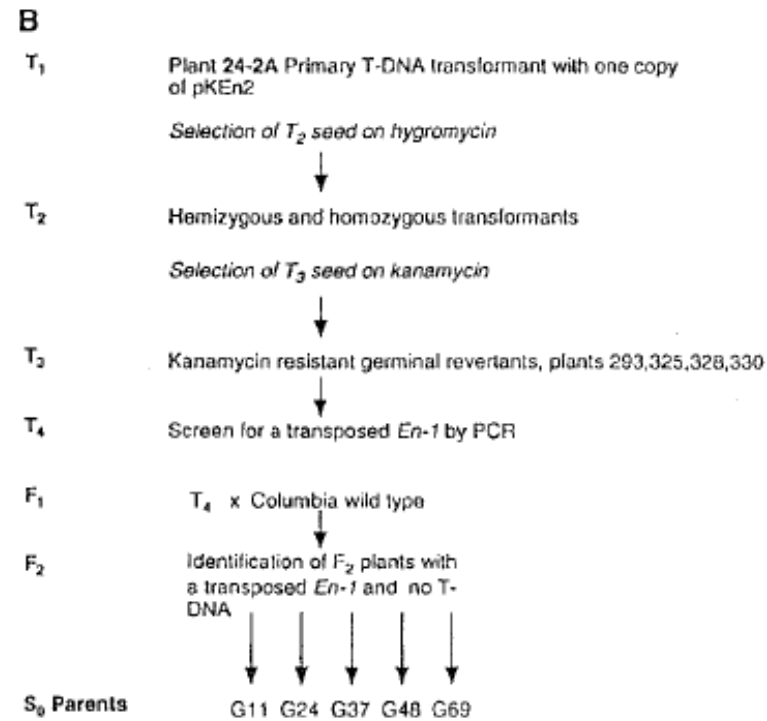 B
T1 Plant 24-2A Primary T-DNA transformant with one copy
of pKEn2
Selection of T2 seed on hygromycin
T2 Hemizygous and homozygous transformants
Selection of T3 seed on kanamycin
T3 Kanamycin resistant germinal revertants, plants 293,325,328,330
T4 Screen for a transposed En-1 by PCR
F1 T4 x Columbia wild type
F2 Identification of F2 plants with
a transposed En-1 and no T-
DNA
S0 Parents G11 G24 G37 G48 G69